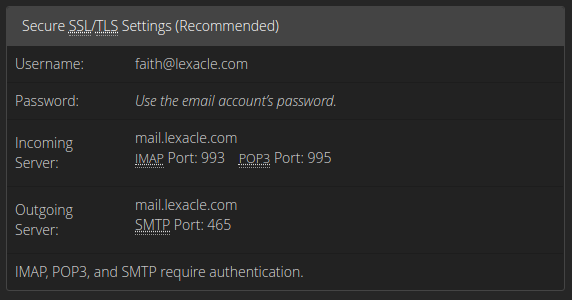 Secure SSL/TLS Settings (Recommended)
Username: faith@lexacle.com
Password: Use the email account's password.
Incoming Server: mail.lexacle.com
IMAP Port: 993 POP3 Port: 995
Outgoing Server: mail.lexacle.com
SMTP Port: 465
IMAP, POP3, and SMTP require authentication.